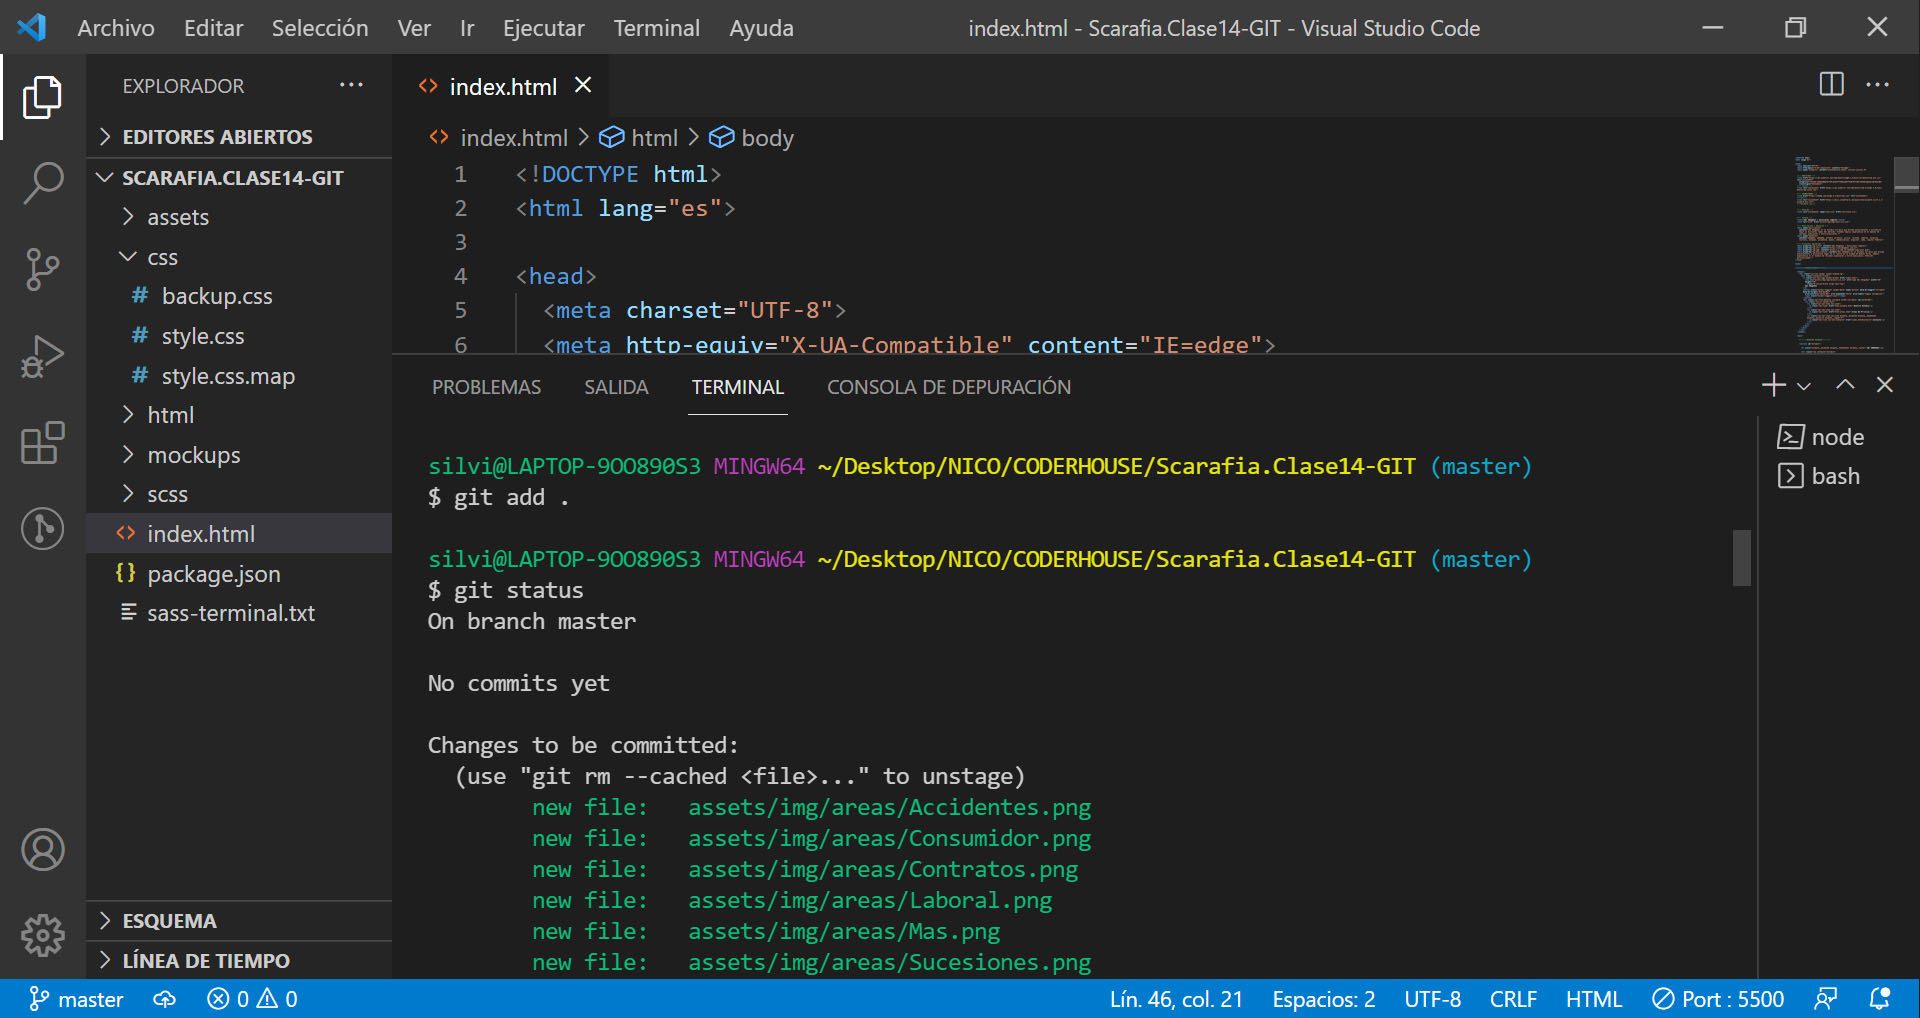 Archivo Editar Selección Ver Ir Ejecutar Terminal Ayuda index.html - Scarafia.Clase14-GIT - Visual Studio Code
EXPLORADOR
EDITORES ABIERTOS
SCARAFIA.CLASE14-GIT
assets
css
# backup.css
# style.css
# style.css.map
html
mockups
scss
<> index.html
{} package.json
sass-terminal.txt
ESQUEMA
LÍNEA DE TIEMPO
<> index.html
<> index.html > html > body
1 <!DOCTYPE html>
2 <html lang="es">
3
4 <head>
5 <meta charset="UTF-8">
6 <meta http-equiv="X-UA-Compatible" content="IE=edge">
PROBLEMAS SALIDA TERMINAL CONSOLA DE DEPURACIÓN
silvi@LAPTOP-9OO890S3 MINGW64 ~/Desktop/NICO/CODERHOUSE/Scarafia.Clase14-GIT (master)
$ git add .
silvi@LAPTOP-9OO890S3 MINGW64 ~/Desktop/NICO/CODERHOUSE/Scarafia.Clase14-GIT (master)
$ git status
On branch master
No commits yet
Changes to be committed:
(use "git rm --cached <file>..." to unstage)
new file: assets/img/areas/Accidentes.png
new file: assets/img/areas/Consumidor.png
new file: assets/img/areas/Contratos.png
new file: assets/img/areas/Laboral.png
new file: assets/img/areas/Mas.png
new file: assets/img/areas/Sucesiones.png
node
bash
master 0 0 Lín. 46, col. 21 Espacios: 2 UTF-8 CRLF HTML Port : 5500